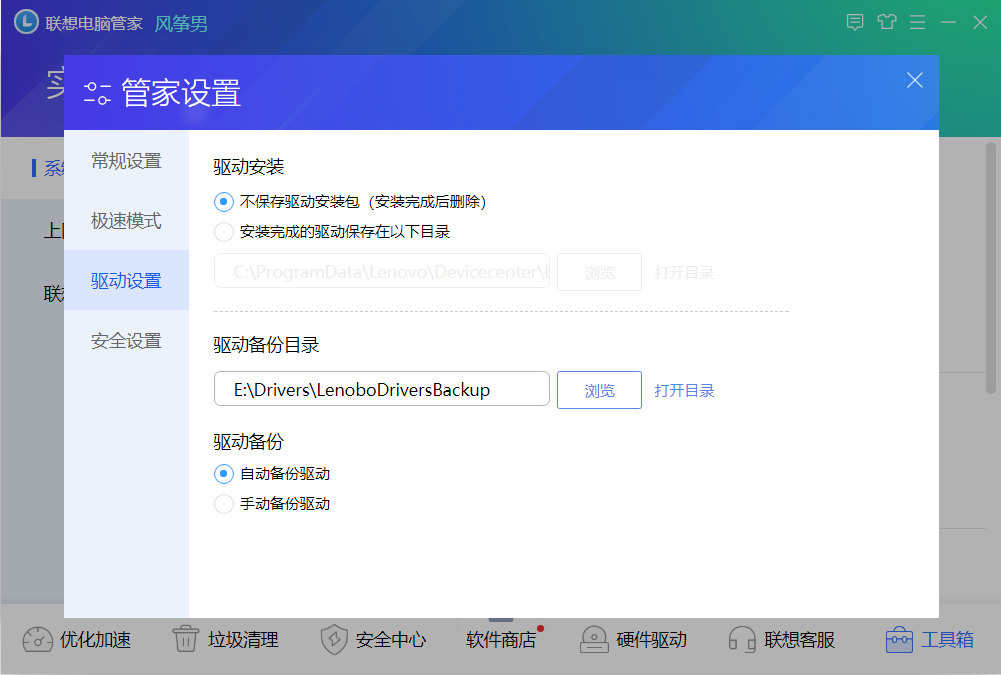 联想电脑管家 风筝男
管家设置
常规设置
极速模式
驱动设置
安全设置
驱动安装
不保存驱动安装包（安装完成后删除）
安装完成的驱动保存在以下目录
C:\ProgramData\Lenovo\Devicecenter\ 浏览 打开目录
驱动备份目录
E:\Drivers\LenoboDriversBackup 浏览 打开目录
驱动备份
自动备份驱动
手动备份驱动
优化加速 垃圾清理 安全中心 软件商店 硬件驱动 联想客服 工具箱